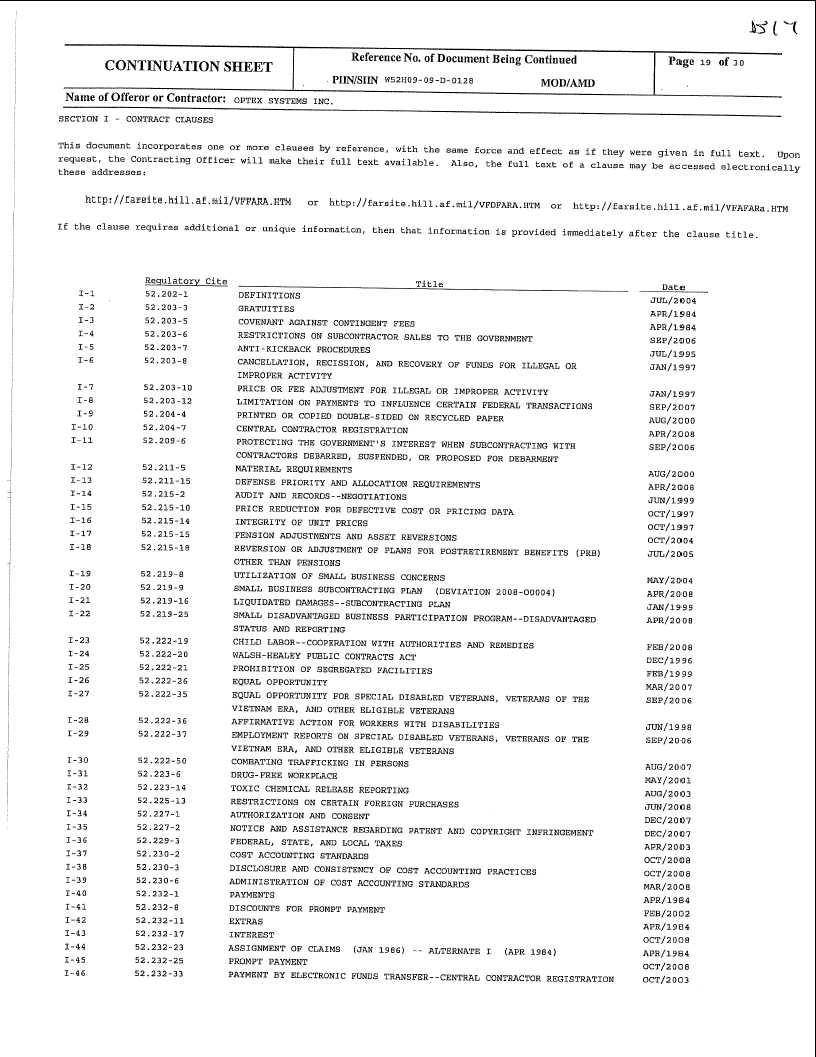 CONTINUATION SHEET
Reference No. of Document Being Continued
PIIN/SIIN W52H09-09-D-0128 MOD/AMD
Page 19 of 30
Name of Offeror or Contractor: OPTEX SYSTEMS INC.
SECTION I - CONTRACT CLAUSES
This document incorporates one or more clauses by reference, with the same force and effect as if they were given in full text. Upon
request, the Contracting Officer will make their full text available. Also, the full text of a clause may be accessed electronically
these addresses:
http://farsite.hill.af.mil/VFFARA.HTM or http://farsite.hill.af.mil/VFDFARA.HTM or http://farsite.hill.af.mil/VFAFARa.HTM
If the clause requires additional or unique information, then that information is provided immediately after the clause title.
Regulatory Cite Title Date
I-1 52.202-1 DEFINITIONS JUL/2004
I-2 52.203-3 GRATUITIES APR/1984
I-3 52.203-5 COVENANT AGAINST CONTINGENT FEES APR/1984
I-4 52.203-6 RESTRICTIONS ON SUBCONTRACTOR SALES TO THE GOVERNMENT SEP/2006
I-5 52.203-7 ANTI-KICKBACK PROCEDURES JUL/1995
I-6 52.203-8 CANCELLATION, RECISSION, AND RECOVERY OF FUNDS FOR ILLEGAL OR JAN/1997
IMPROPER ACTIVITY
I-7 52.203-10 PRICE OR FEE ADJUSTMENT FOR ILLEGAL OR IMPROPER ACTIVITY JAN/1997
I-8 52.203-12 LIMITATION ON PAYMENTS TO INFLUENCE CERTAIN FEDERAL TRANSACTIONS SEP/2007
I-9 52.204-4 PRINTED OR COPIED DOUBLE-SIDED ON RECYCLED PAPER AUG/2000
I-10 52.204-7 CENTRAL CONTRACTOR REGISTRATION APR/2008
I-11 52.209-6 PROTECTING THE GOVERNMENT'S INTEREST WHEN SUBCONTRACTING WITH SEP/2006
CONTRACTORS DEBARRED, SUSPENDED, OR PROPOSED FOR DEBARMENT
I-12 52.211-5 MATERIAL REQUIREMENTS AUG/2000
I-13 52.211-15 DEFENSE PRIORITY AND ALLOCATION REQUIREMENTS APR/2008
I-14 52.215-2 AUDIT AND RECORDS--NEGOTIATIONS JUN/1999
I-15 52.215-10 PRICE REDUCTION FOR DEFECTIVE COST OR PRICING DATA OCT/1997
I-16 52.215-14 INTEGRITY OF UNIT PRICES OCT/1997
I-17 52.215-15 PENSION ADJUSTMENTS AND ASSET REVERSIONS OCT/2004
I-18 52.215-18 REVERSION OR ADJUSTMENT OF PLANS FOR POSTRETIREMENT BENEFITS (PRB) JUL/2005
OTHER THAN PENSIONS
I-19 52.219-8 UTILIZATION OF SMALL BUSINESS CONCERNS MAY/2004
I-20 52.219-9 SMALL BUSINESS SUBCONTRACTING PLAN (DEVIATION 2008-O0004) APR/2008
I-21 52.219-16 LIQUIDATED DAMAGES--SUBCONTRACTING PLAN JAN/1999
I-22 52.219-25 SMALL DISADVANTAGED BUSINESS PARTICIPATION PROGRAM--DISADVANTAGED APR/2008
STATUS AND REPORTING
I-23 52.222-19 CHILD LABOR--COOPERATION WITH AUTHORITIES AND REMEDIES FEB/2008
I-24 52.222-20 WALSH-HEALEY PUBLIC CONTRACTS ACT DEC/1996
I-25 52.222-21 PROHIBITION OF SEGREGATED FACILITIES FEB/1999
I-26 52.222-26 EQUAL OPPORTUNITY MAR/2007
I-27 52.222-35 EQUAL OPPORTUNITY FOR SPECIAL DISABLED VETERANS, VETERANS OF THE SEP/2006
VIETNAM ERA, AND OTHER ELIGIBLE VETERANS
I-28 52.222-36 AFFIRMATIVE ACTION FOR WORKERS WITH DISABILITIES JUN/1998
I-29 52.222-37 EMPLOYMENT REPORTS ON SPECIAL DISABLED VETERANS, VETERANS OF THE SEP/2006
VIETNAM ERA, AND OTHER ELIGIBLE VETERANS
I-30 52.222-50 COMBATING TRAFFICKING IN PERSONS AUG/2007
I-31 52.223-6 DRUG-FREE WORKPLACE MAY/2001
I-32 52.223-14 TOXIC CHEMICAL RELEASE REPORTING AUG/2003
I-33 52.225-13 RESTRICTIONS ON CERTAIN FOREIGN PURCHASES JUN/2008
I-34 52.227-1 AUTHORIZATION AND CONSENT DEC/2007
I-35 52.227-2 NOTICE AND ASSISTANCE REGARDING PATENT AND COPYRIGHT INFRINGEMENT DEC/2007
I-36 52.229-3 FEDERAL, STATE, AND LOCAL TAXES APR/2003
I-37 52.230-2 COST ACCOUNTING STANDARDS OCT/2008
I-38 52.230-3 DISCLOSURE AND CONSISTENCY OF COST ACCOUNTING PRACTICES OCT/2008
I-39 52.230-6 ADMINISTRATION OF COST ACCOUNTING STANDARDS MAR/2008
I-40 52.232-1 PAYMENTS APR/1984
I-41 52.232-8 DISCOUNTS FOR PROMPT PAYMENT FEB/2002
I-42 52.232-11 EXTRAS APR/1984
I-43 52.232-17 INTEREST OCT/2008
I-44 52.232-23 ASSIGNMENT OF CLAIMS (JAN 1986) -- ALTERNATE I (APR 1984) APR/1984
I-45 52.232-25 PROMPT PAYMENT OCT/2008
I-46 52.232-33 PAYMENT BY ELECTRONIC FUNDS TRANSFER--CENTRAL CONTRACTOR REGISTRATION OCT/2003